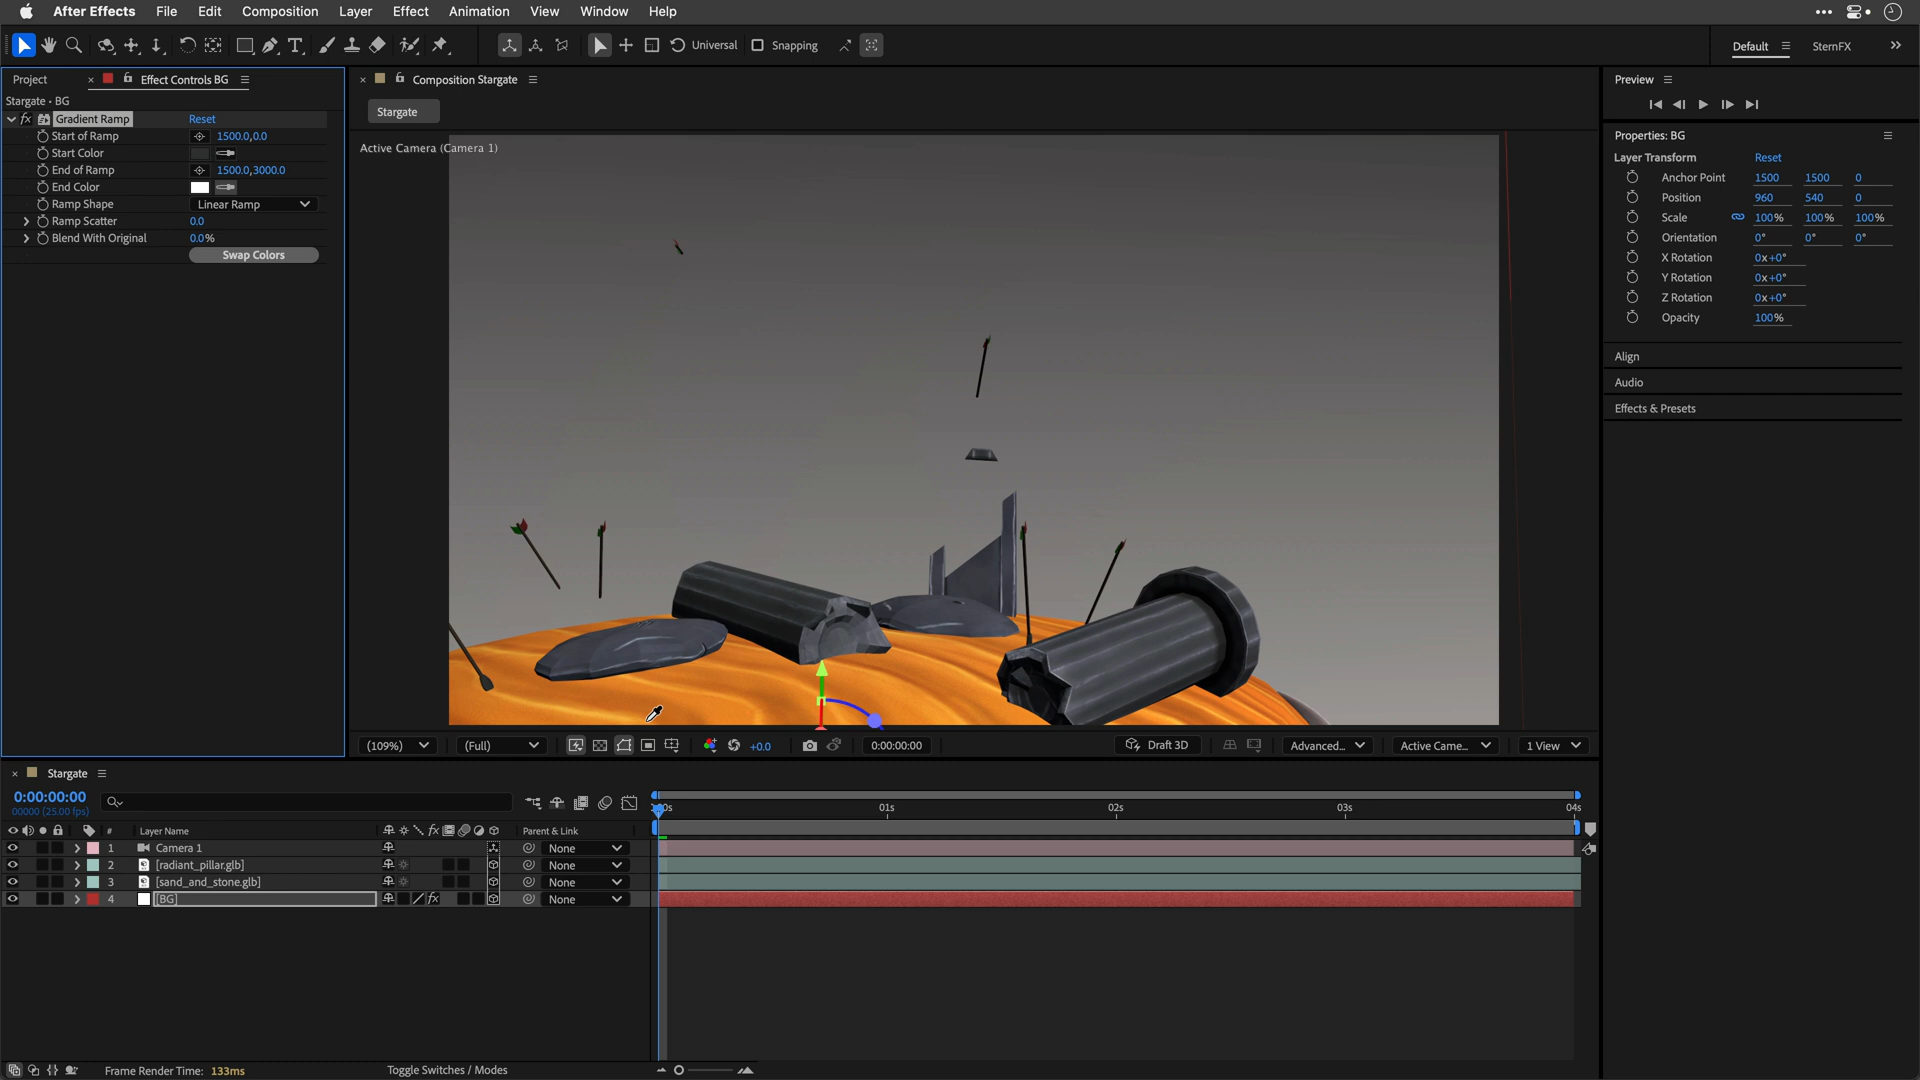 After Effects File Edit Composition Layer Effect Animation View Window Help
Universal Snapping Default SternFX
Project Effect Controls BG
Stargate • BG
fx Gradient Ramp Reset
Start of Ramp 1500.0,0.0
Start Color
End of Ramp 1500.0,3000.0
End Color
Ramp Shape Linear Ramp
Ramp Scatter 0.0
Blend With Original 0.0%
Swap Colors
Composition Stargate
Stargate
Active Camera (Camera 1)
(109%) (Full) +0.0 0:00:00:00 Draft 3D Advanced... Active Came... 1 View
Preview
Properties: BG
Layer Transform Reset
Anchor Point 1500 1500 0
Position 960 540 0
Scale 100% 100% 100%
Orientation 0° 0° 0°
X Rotation 0x+0°
Y Rotation 0x+0°
Z Rotation 0x+0°
Opacity 100%
Align
Audio
Effects & Presets
Stargate
0:00:00:00
00000 (25.00 fps)
01s 02s 03s 04s
# Layer Name fx Parent & Link
1 Camera 1 None
2 [radiant_pillar.glb] None
3 [sand_and_stone.glb] None
4 [BG] fx None
Frame Render Time: 133ms Toggle Switches / Modes